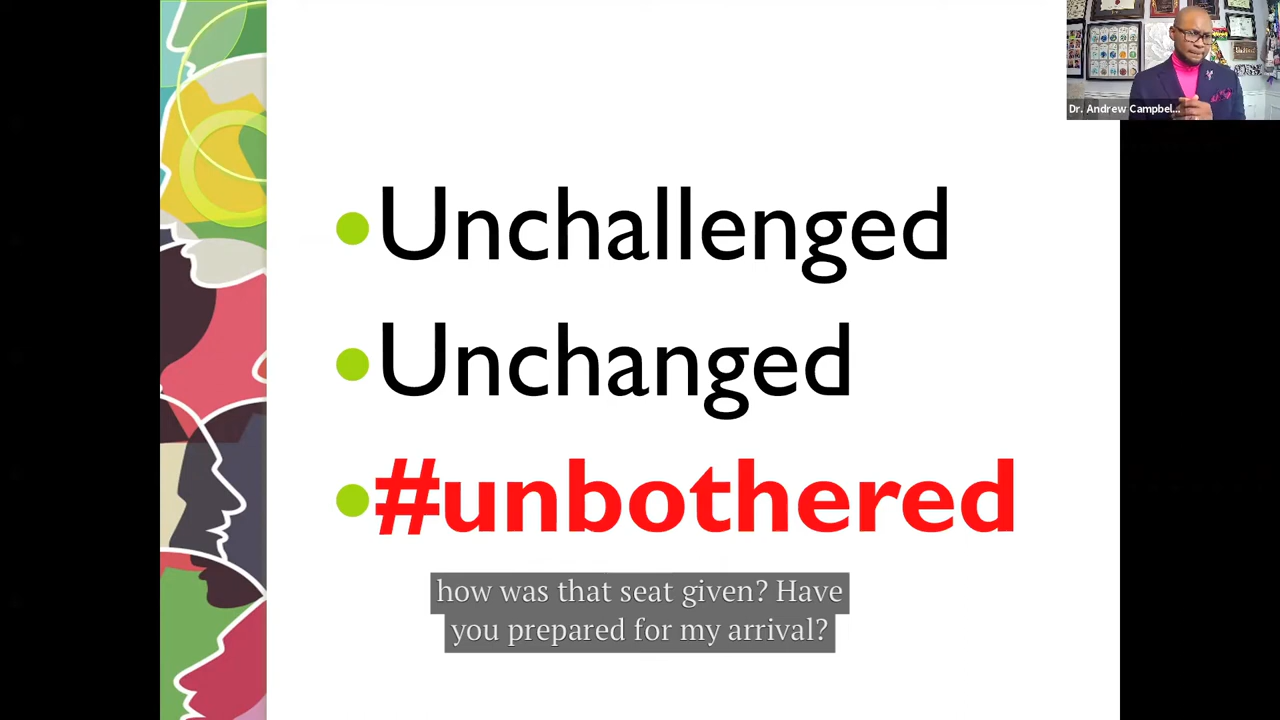 Dr. Andrew Campbel...
•Unchallenged
•Unchanged
•#unbothered
how was that seat given? Have
you prepared for my arrival?